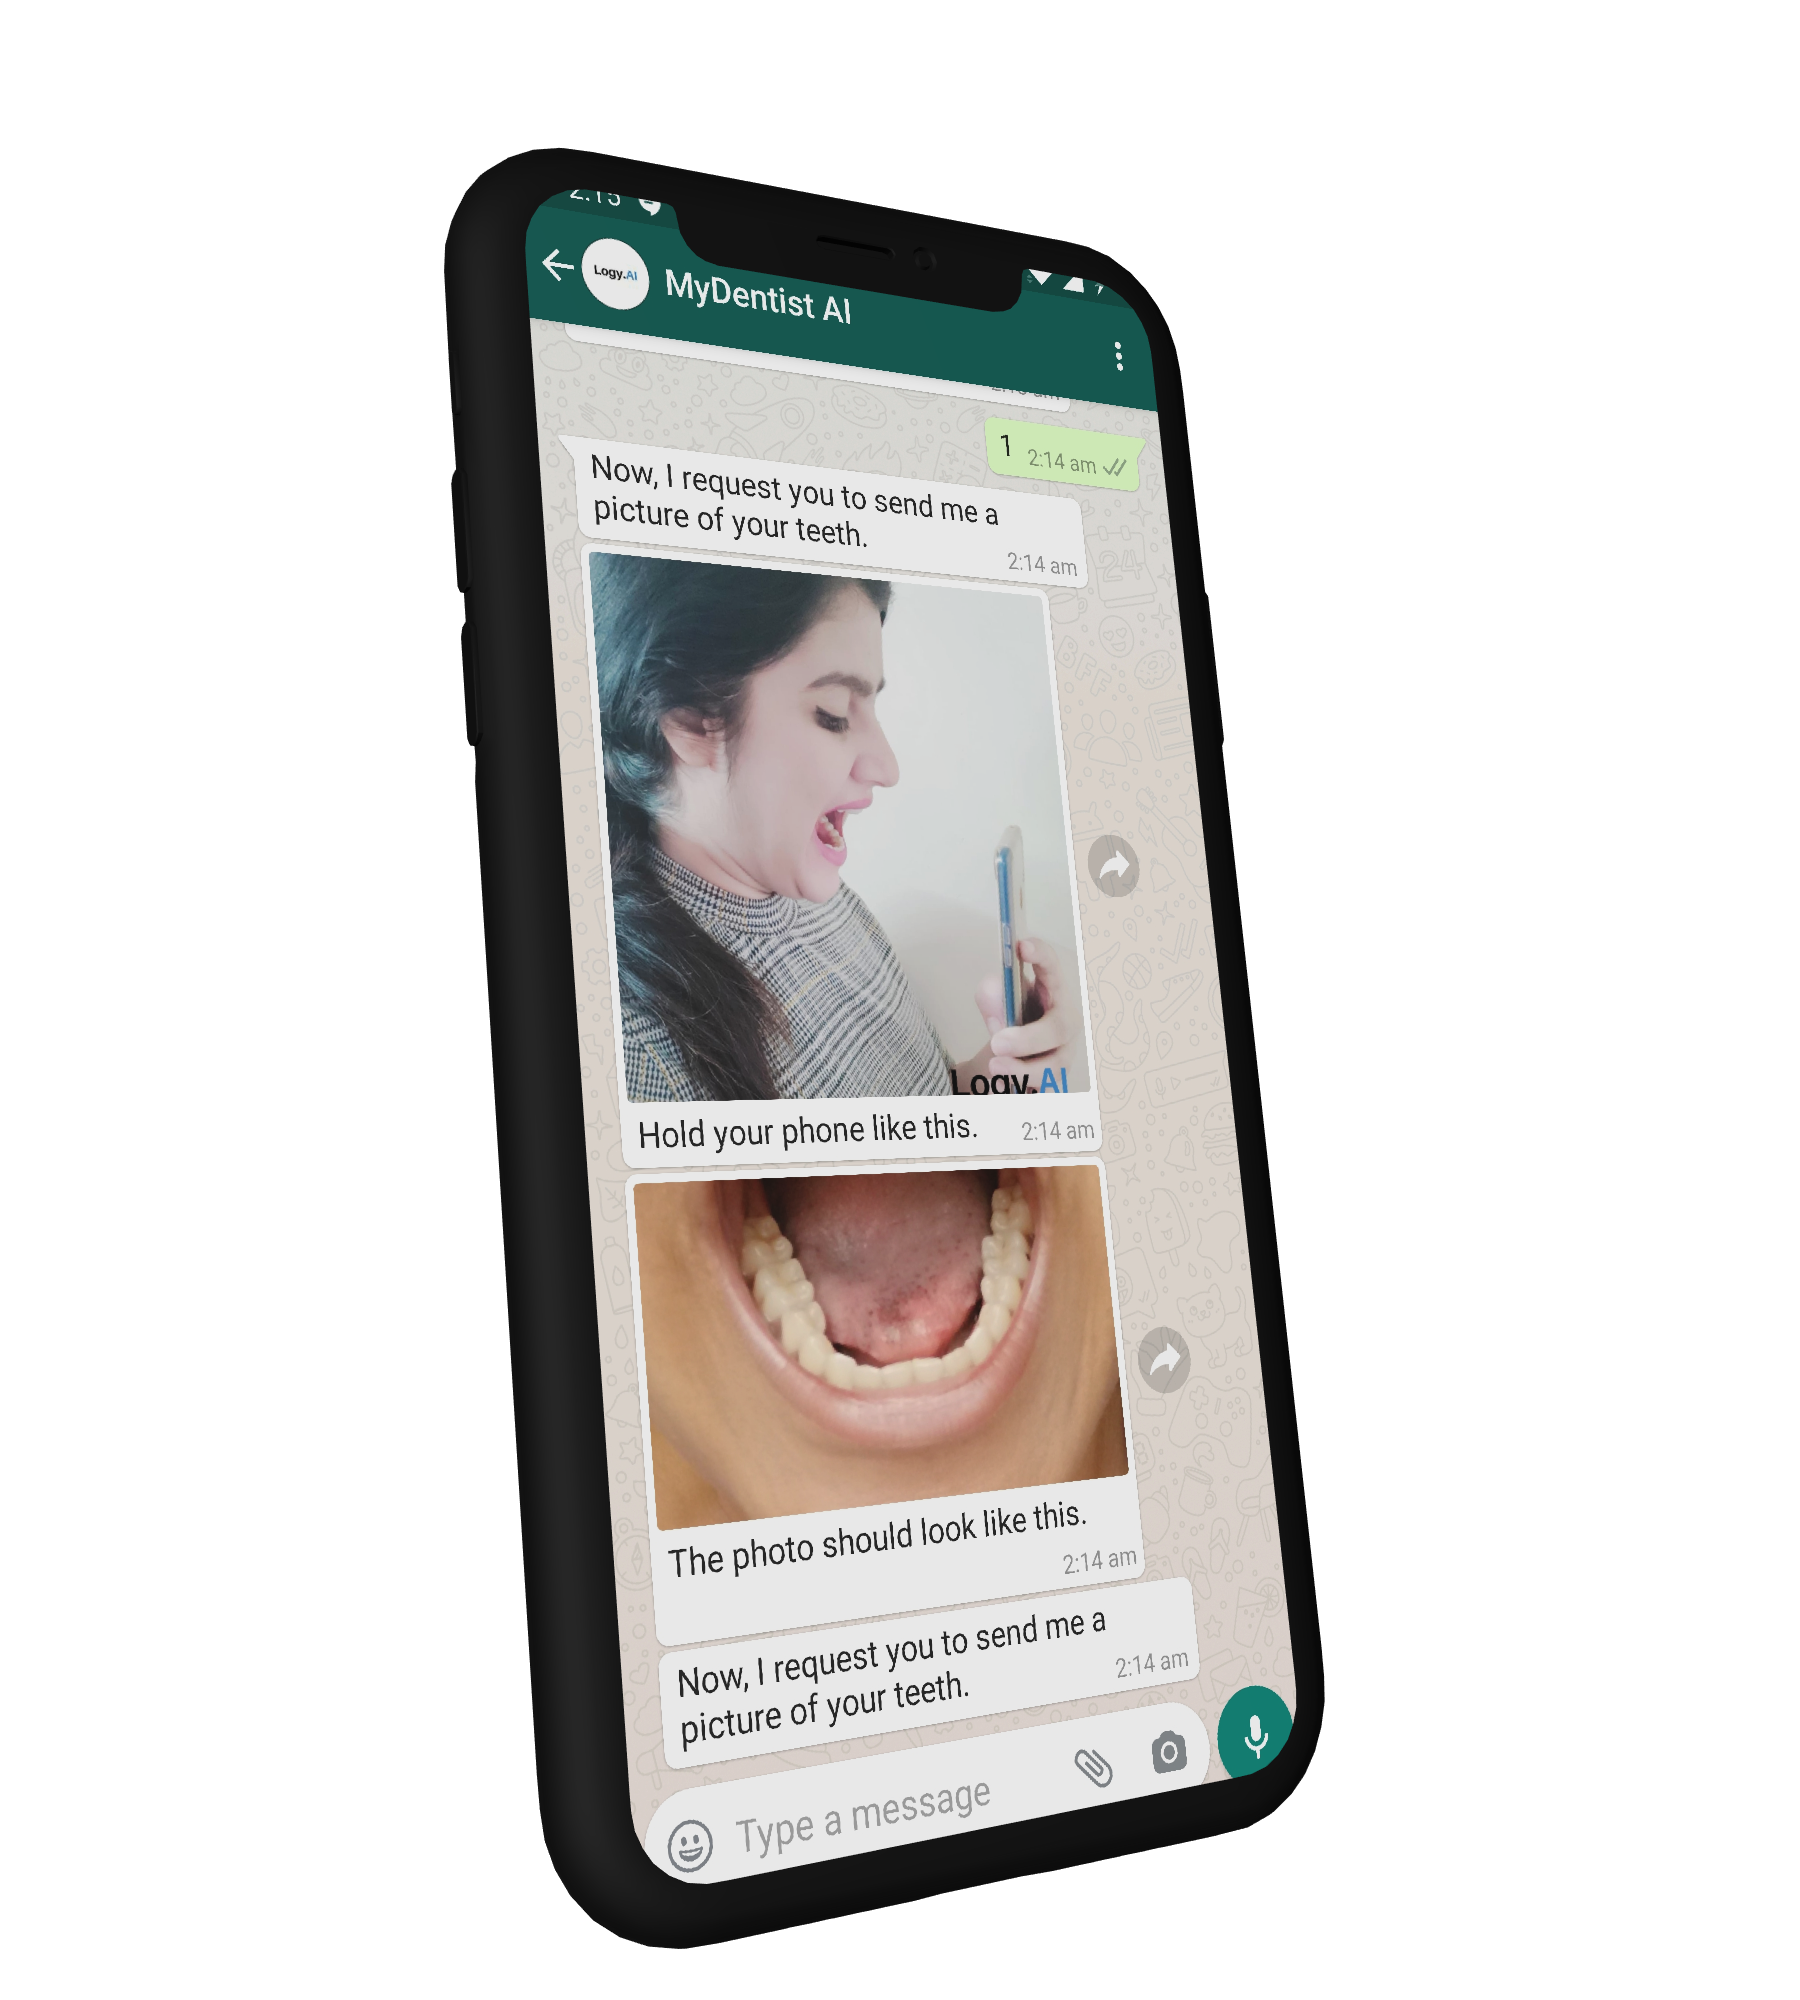 2:15
Logy.AI
MyDentist AI
1 2:14 am
Now, I request you to send me a
picture of your teeth.
2:14 am
Logy.AI
Hold your phone like this. 2:14 am
The photo should look like this.
2:14 am
Now, I request you to send me a
picture of your teeth.
2:14 am
Type a message